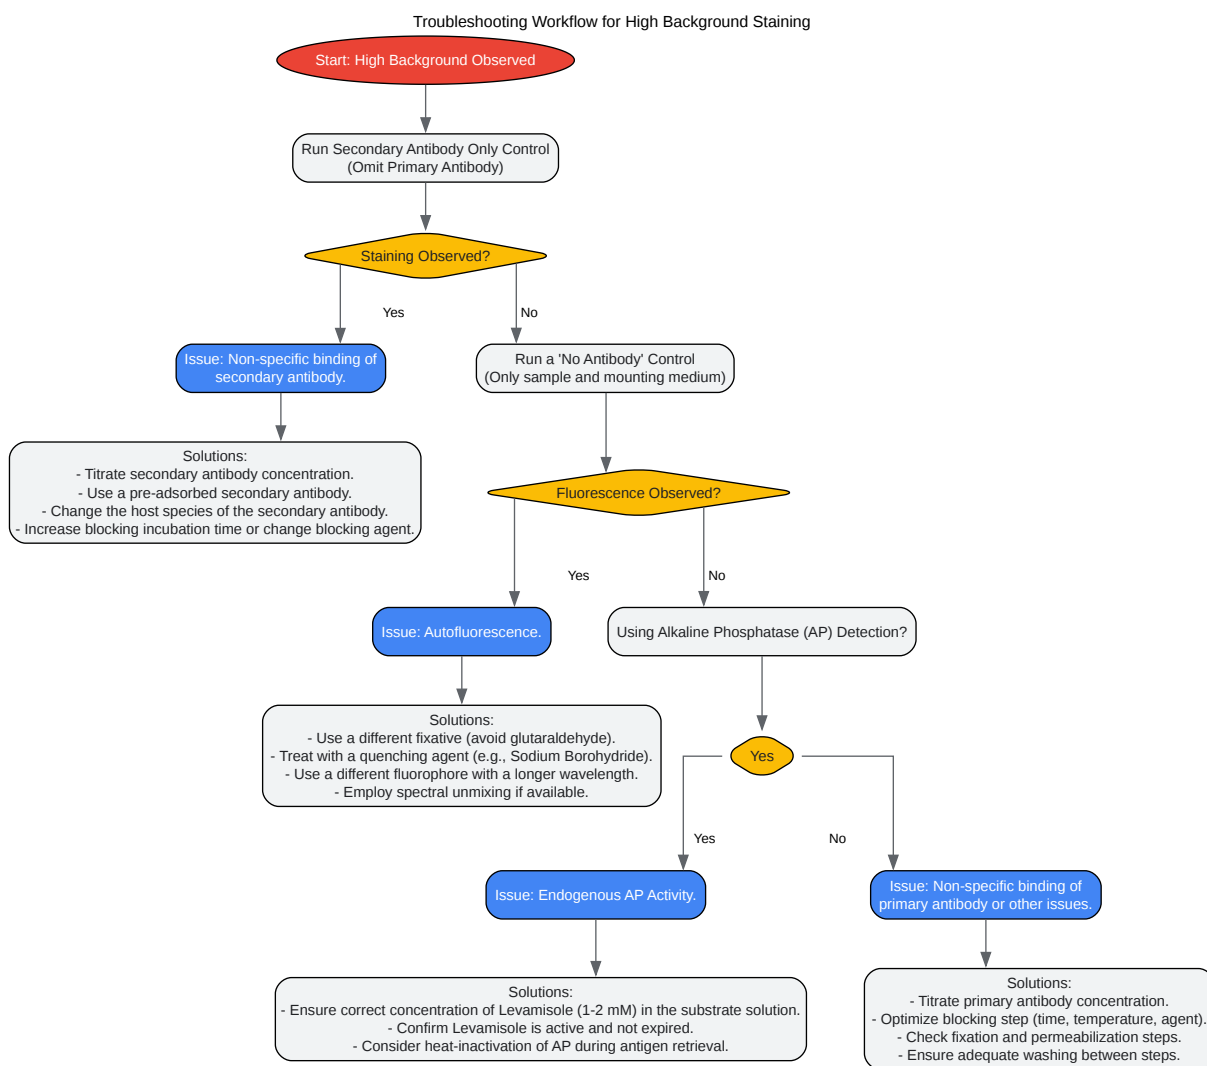 Troubleshooting Workflow for High Background Staining
Start: High Background Observed
Run Secondary Antibody Only Control
(Omit Primary Antibody)
Staining Observed?
Yes
No
Issue: Non-specific binding of
secondary antibody.
Run a 'No Antibody' Control
(Only sample and mounting medium)
Solutions:
- Titrate secondary antibody concentration.
- Use a pre-adsorbed secondary antibody.
- Change the host species of the secondary antibody.
- Increase blocking incubation time or change blocking agent.
Fluorescence Observed?
Yes
No
Issue: Autofluorescence.
Using Alkaline Phosphatase (AP) Detection?
Solutions:
- Use a different fixative (avoid glutaraldehyde).
- Treat with a quenching agent (e.g., Sodium Borohydride).
- Use a different fluorophore with a longer wavelength.
- Employ spectral unmixing if available.
Yes
Yes
No
Issue: Endogenous AP Activity.
Issue: Non-specific binding of
primary antibody or other issues.
Solutions:
- Ensure correct concentration of Levamisole (1-2 mM) in the substrate solution.
- Confirm Levamisole is active and not expired.
- Consider heat-inactivation of AP during antigen retrieval.
Solutions:
- Titrate primary antibody concentration.
- Optimize blocking step (time, temperature, agent).
- Check fixation and permeabilization steps.
- Ensure adequate washing between steps.